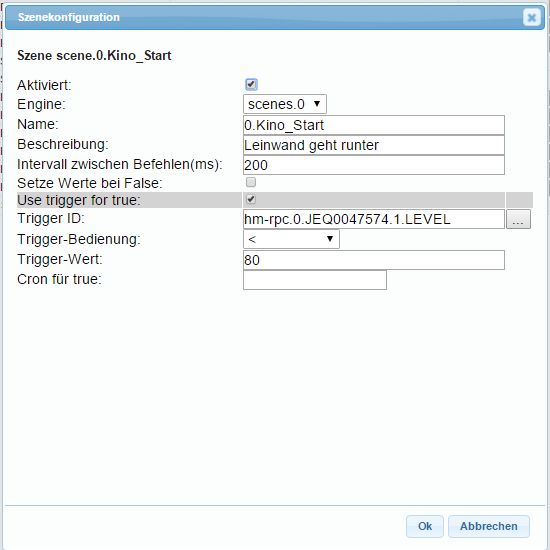 Szenekonfiguration
Szene scene.0.Kino_Start
Aktiviert:
Engine: scenes.0
Name: 0.Kino_Start
Beschreibung: Leinwand geht runter
Intervall zwischen Befehlen(ms): 200
Setze Werte bei False:
Use trigger for true:
Trigger ID: hm-rpc.0.JEQ0047574.1.LEVEL ...
Trigger-Bedienung: <
Trigger-Wert: 80
Cron für true:
Ok Abbrechen